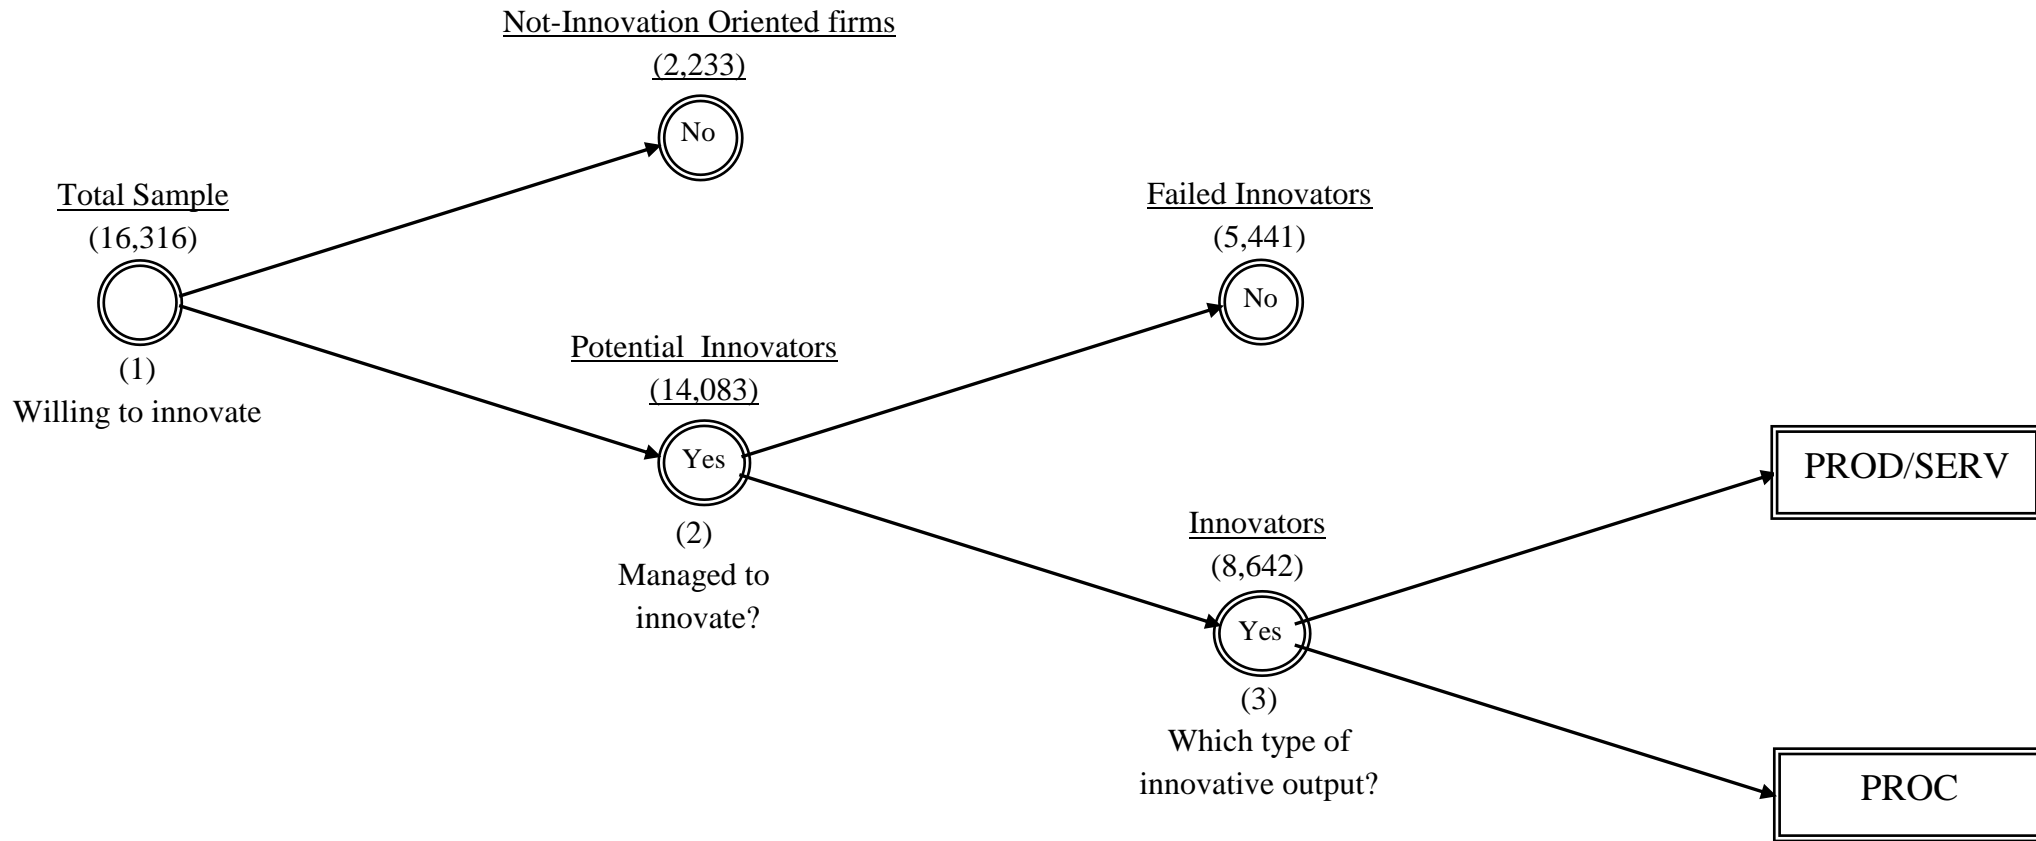 Not-Innovation Oriented firms
(2,233)
No
Total Sample
(16,316)
(1)
Willing to innovate
Failed Innovators
(5,441)
No
Potential  Innovators
(14,083)
Yes
(2)
Managed to
innovate?
PROD/SERV
Innovators
(8,642)
Yes
(3)
Which type of
innovative output?
PROC